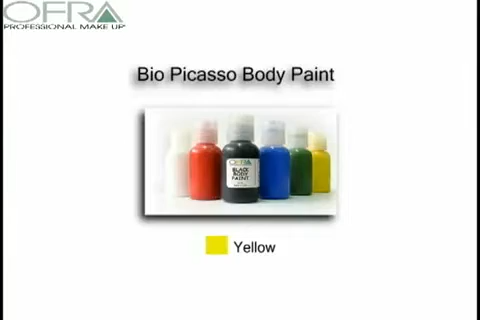 OFRA
PROFESSIONAL MAKE UP
Bio Picasso Body Paint
OFRA
BLACK
BODY
PAINT
Yellow